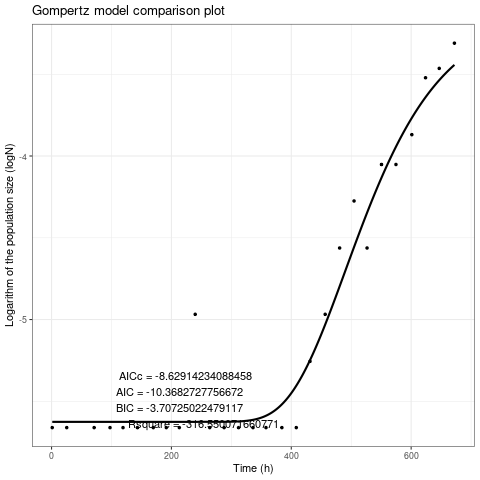 Gompertz model comparison plot
Logarithm of the population size (logN)
-4
-5
AICc = -8.62914234088458
AIC = -10.3682727756672
BIC = -3.70725022479117
0
200
400
600
Time (h)